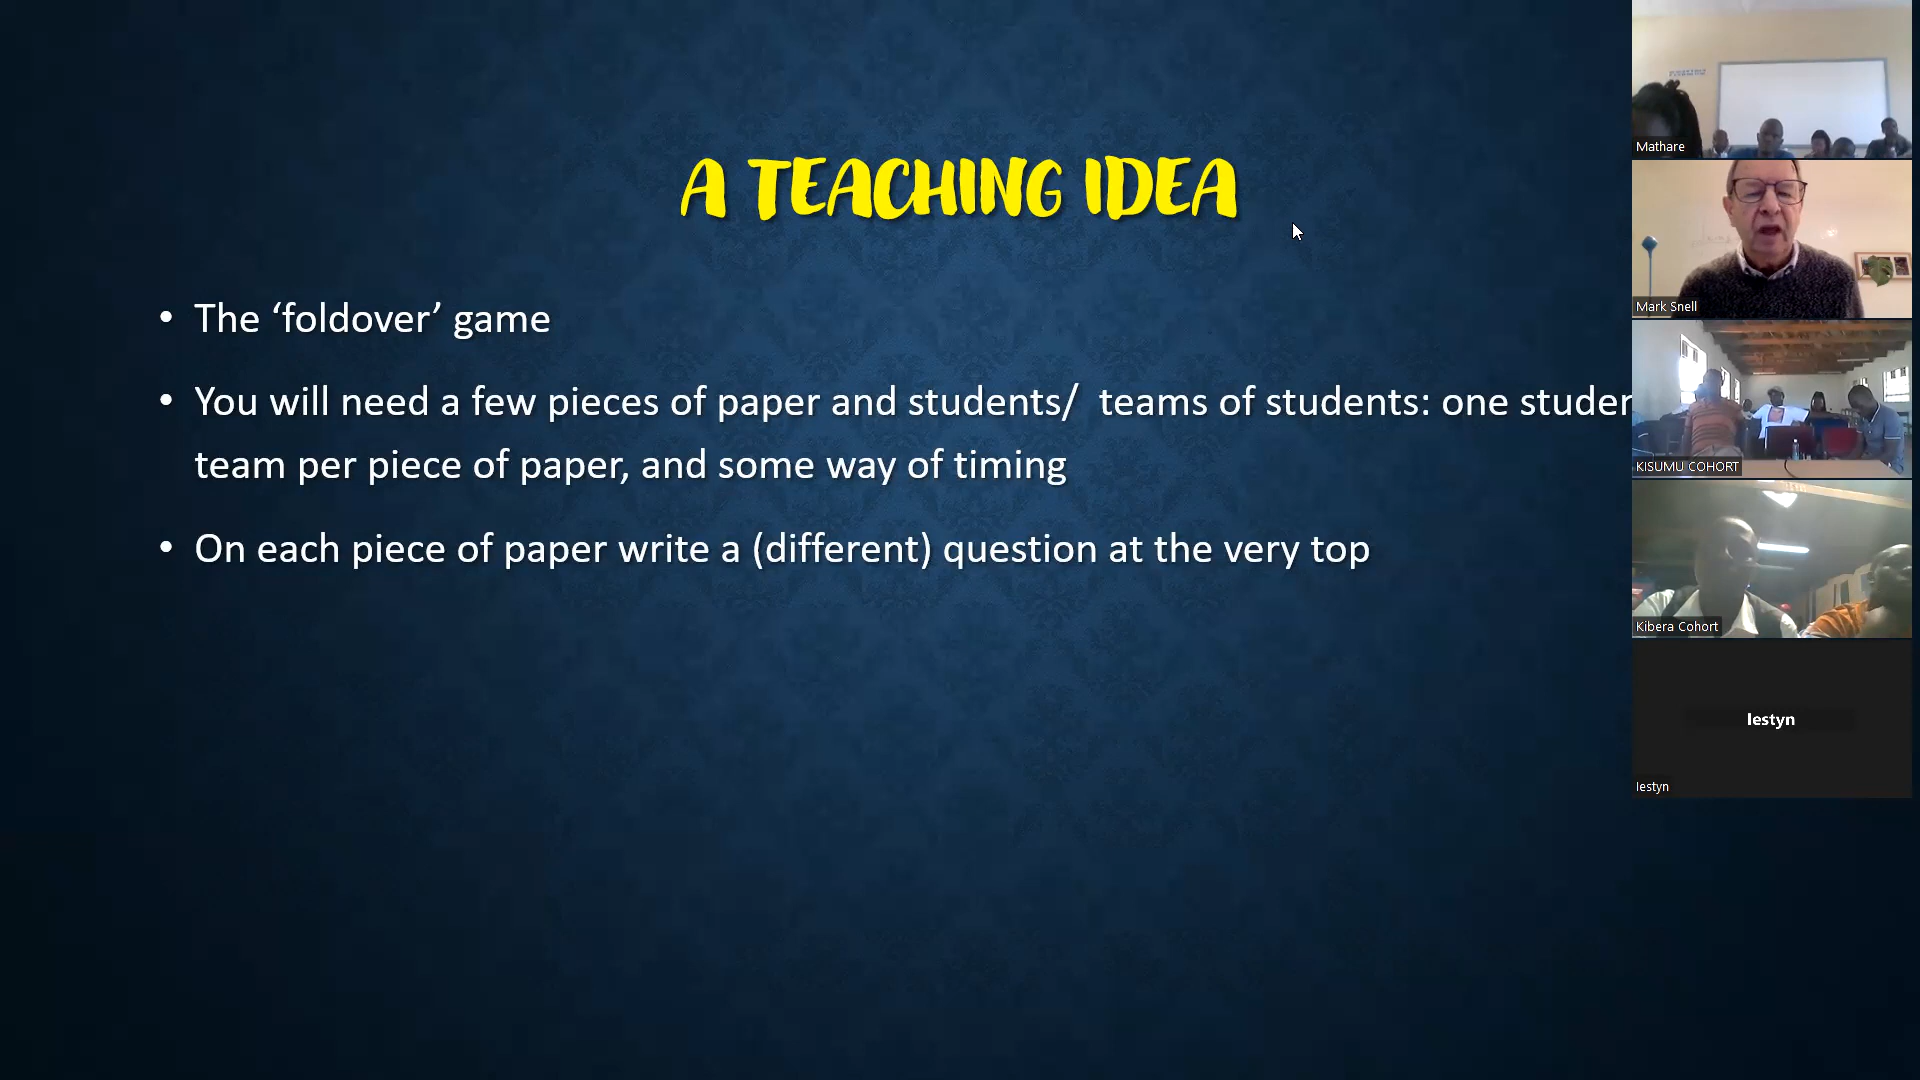 A TEACHING IDEA
• The ‘foldover’ game
• You will need a few pieces of paper and students/ teams of students: one studen
team per piece of paper, and some way of timing
• On each piece of paper write a (different) question at the very top
Mathare
Mark Snell
KISUMU COHORT
Kibera Cohort
Iestyn
Iestyn